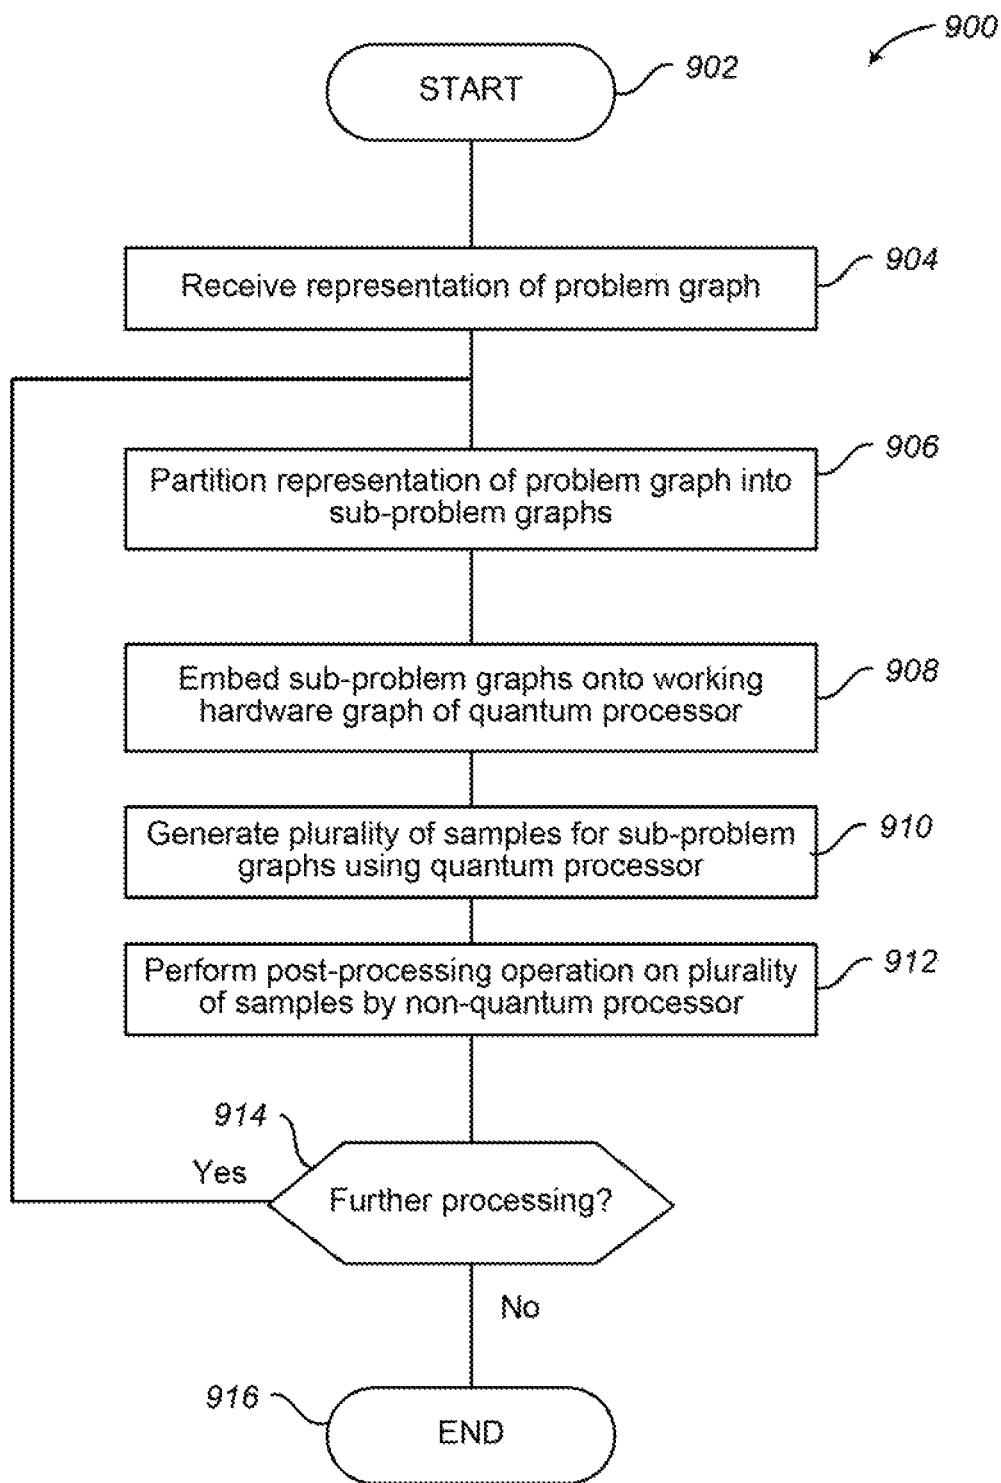 900
START
902
Receive representation of problem graph
904
Partition representation of problem graph into
sub-problem graphs
906
Embed sub-problem graphs onto working
hardware graph of quantum processor
908
Generate plurality of samples for sub-problem
graphs using quantum processor
910
Perform post-processing operation on plurality
of samples by non-quantum processor
912
914
Yes
Further processing?
No
916
END